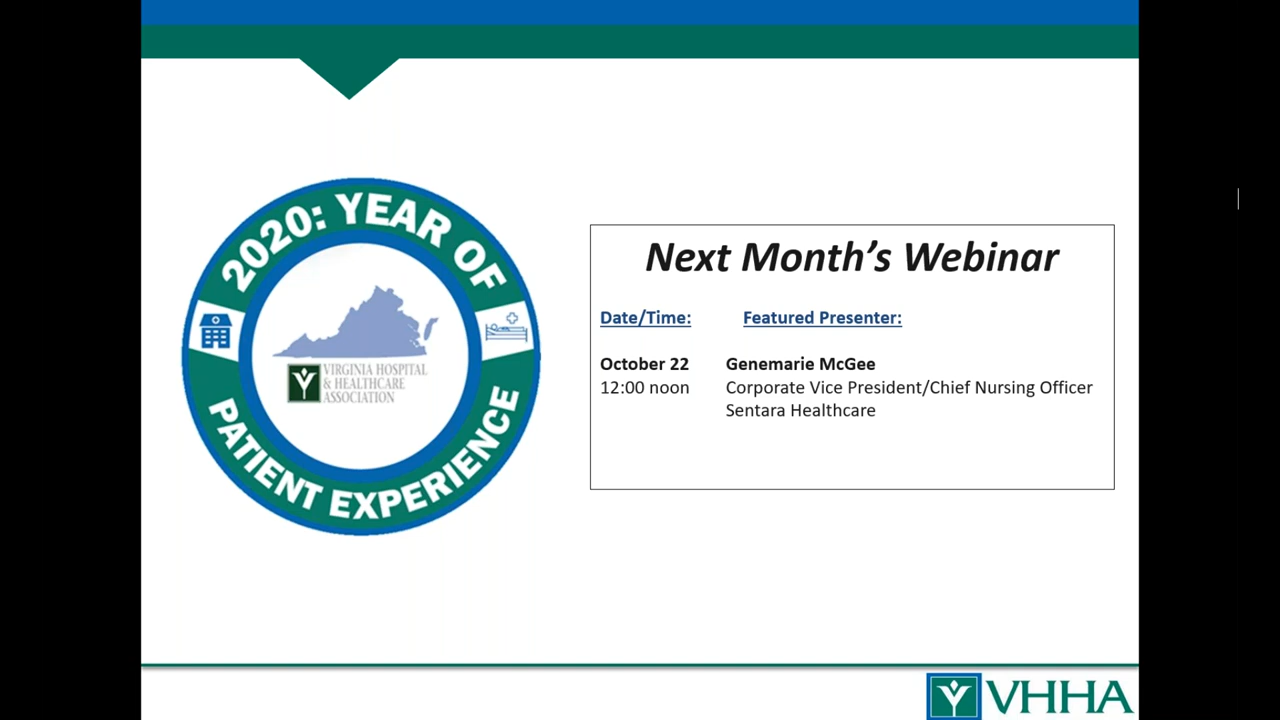 2020: YEAR OF
PATIENT EXPERIENCE
VIRGINIA HOSPITAL
& HEALTHCARE
ASSOCIATION
Next Month's Webinar
Date/Time: Featured Presenter:
October 22 Genemarie McGee
12:00 noon Corporate Vice President/Chief Nursing Officer
Sentara Healthcare
VHHA